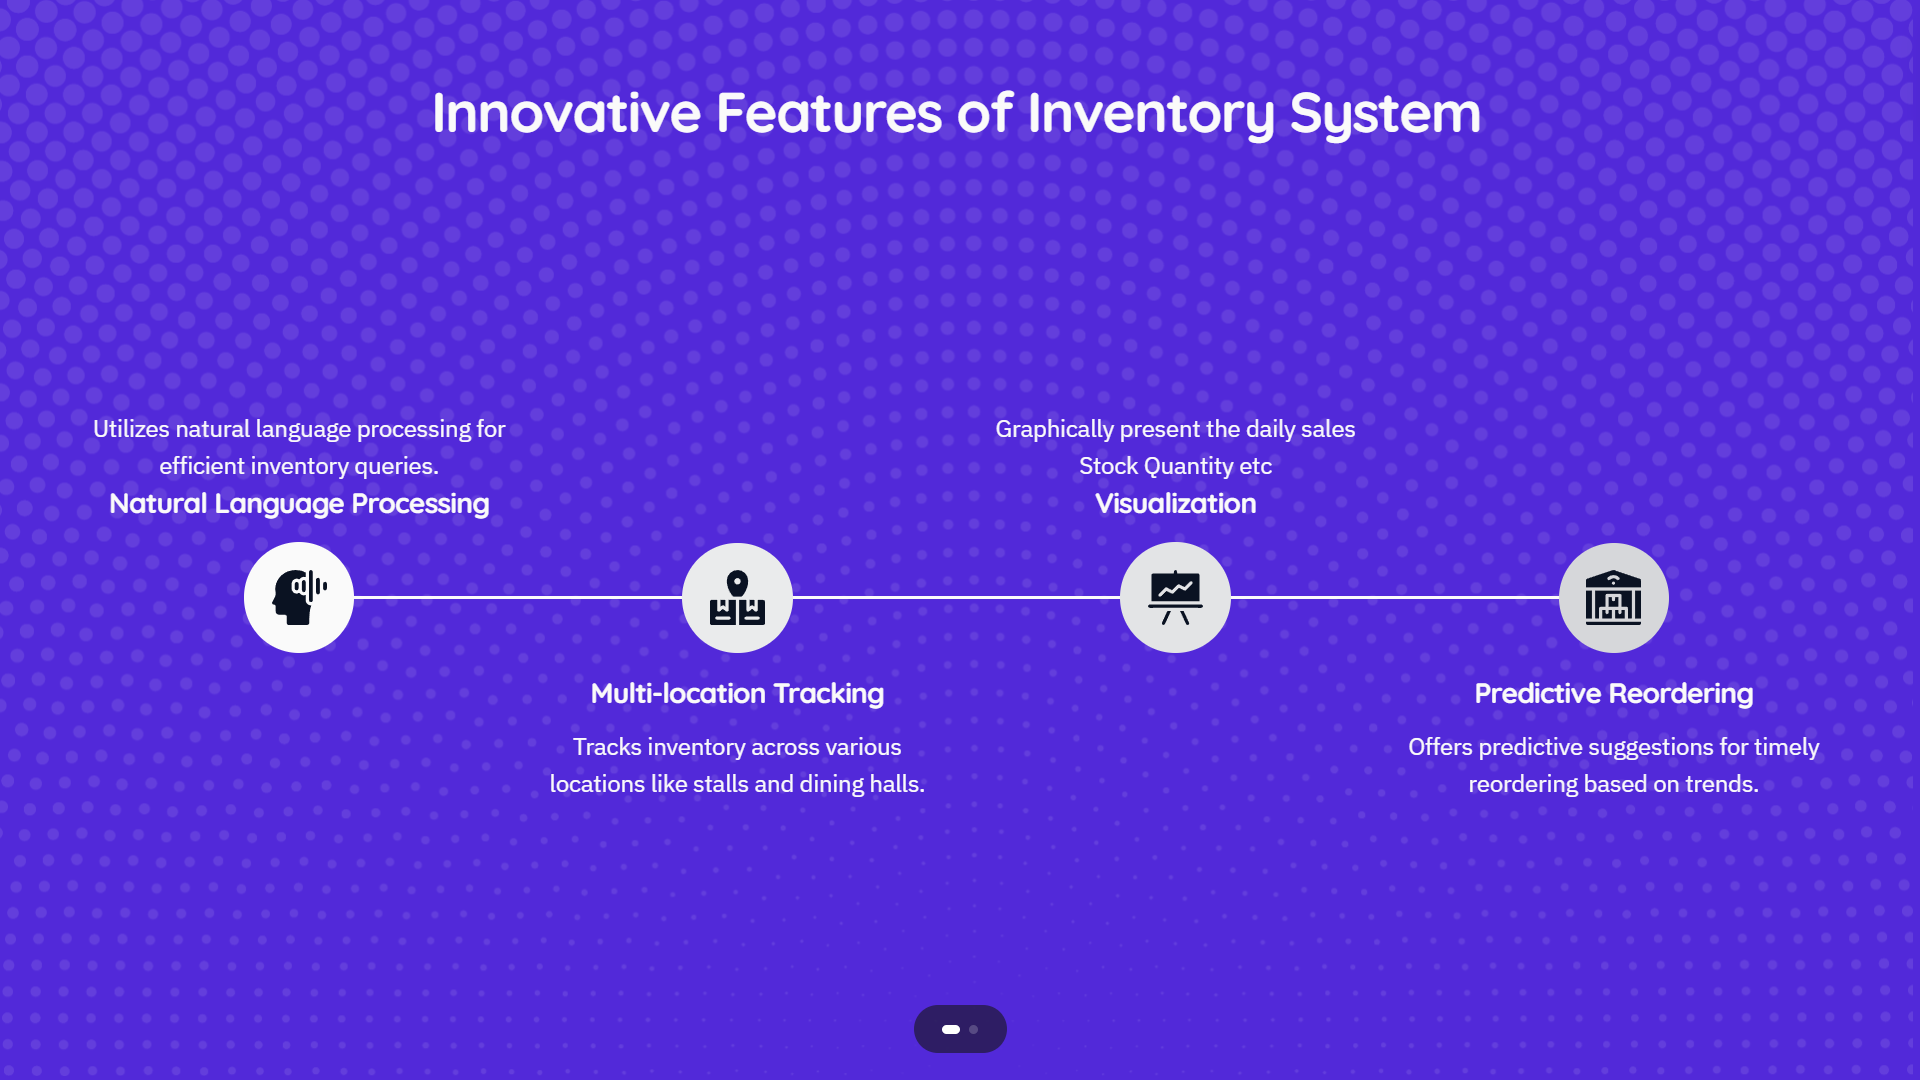 Innovative Features of Inventory System
Utilizes natural language processing for
efficient inventory queries.
Natural Language Processing
Multi-location Tracking
Tracks inventory across various
locations like stalls and dining halls.
Graphically present the daily sales
Stock Quantity etc
Visualization
Predictive Reordering
Offers predictive suggestions for timely
reordering based on trends.